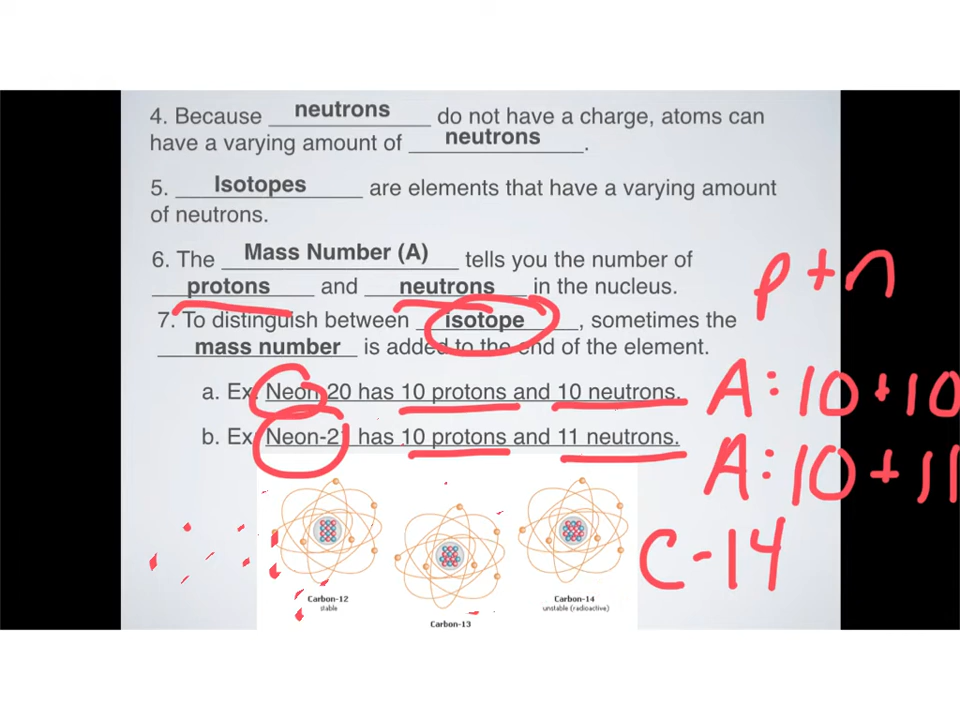 4. Because neutrons do not have a charge, atoms can
have a varying amount of neutrons.
5. Isotopes are elements that have a varying amount
of neutrons.
6. The Mass Number (A) tells you the number of
protons and neutrons in the nucleus.
p+n
7. To distinguish between isotope, sometimes the
mass number is added to the end of the element.
a. Ex. Neon-20 has 10 protons and 10 neutrons.
A:10+10
b. Ex. Neon-21 has 10 protons and 11 neutrons.
A:10+11
C-14
Carbon-12
stable
Carbon-13
Carbon-14
unstable (radioactive)